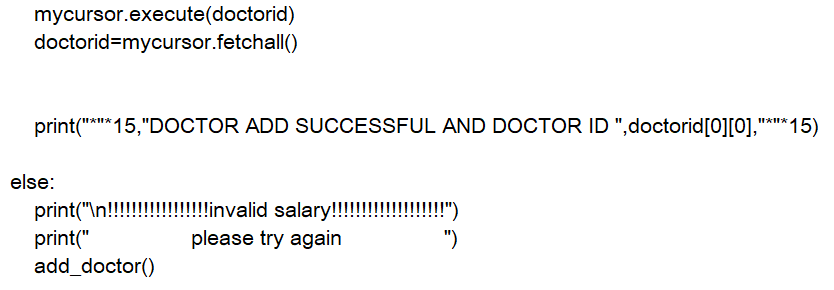 mycursor.execute(doctorid)
doctorid=mycursor.fetchall()
print("*"*15,"DOCTOR ADD SUCCESSFUL AND DOCTOR ID ",doctorid[0][0],"*"*15)
else:
print("\n!!!!!!!!!!!!!!!!!invalid salary!!!!!!!!!!!!!!!!!!!")
print("                 please try again                 ")
add_doctor()